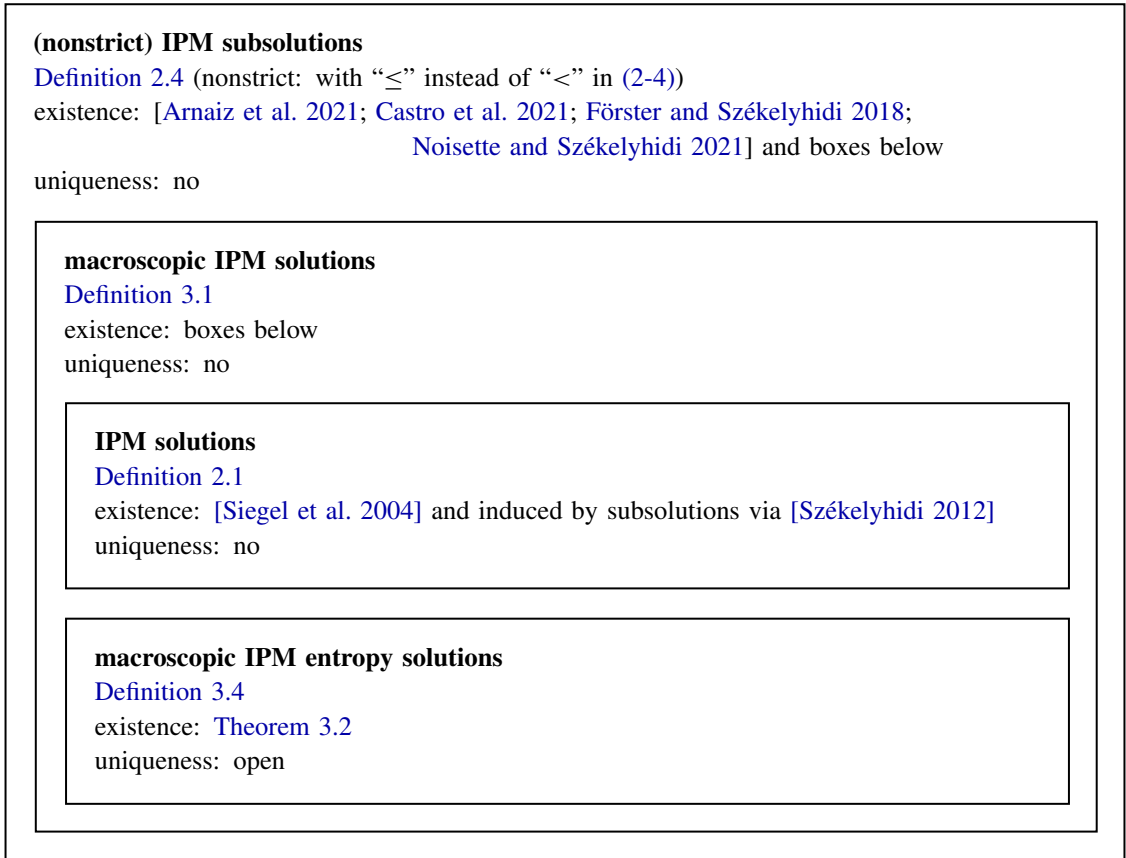 (nonstrict) IPM subsolutions
Definition 2.4 (nonstrict: with “≤” instead of “<” in (2-4))
existence: [Arnaiz et al. 2021; Castro et al. 2021; Förster and Székelyhidi 2018;
Noisette and Székelyhidi 2021] and boxes below
uniqueness: no
macroscopic IPM solutions
Definition 3.1
existence: boxes below
uniqueness: no
IPM solutions
Definition 2.1
existence: [Siegel et al. 2004] and induced by subsolutions via [Székelyhidi 2012]
uniqueness: no
macroscopic IPM entropy solutions
Definition 3.4
existence: Theorem 3.2
uniqueness: open